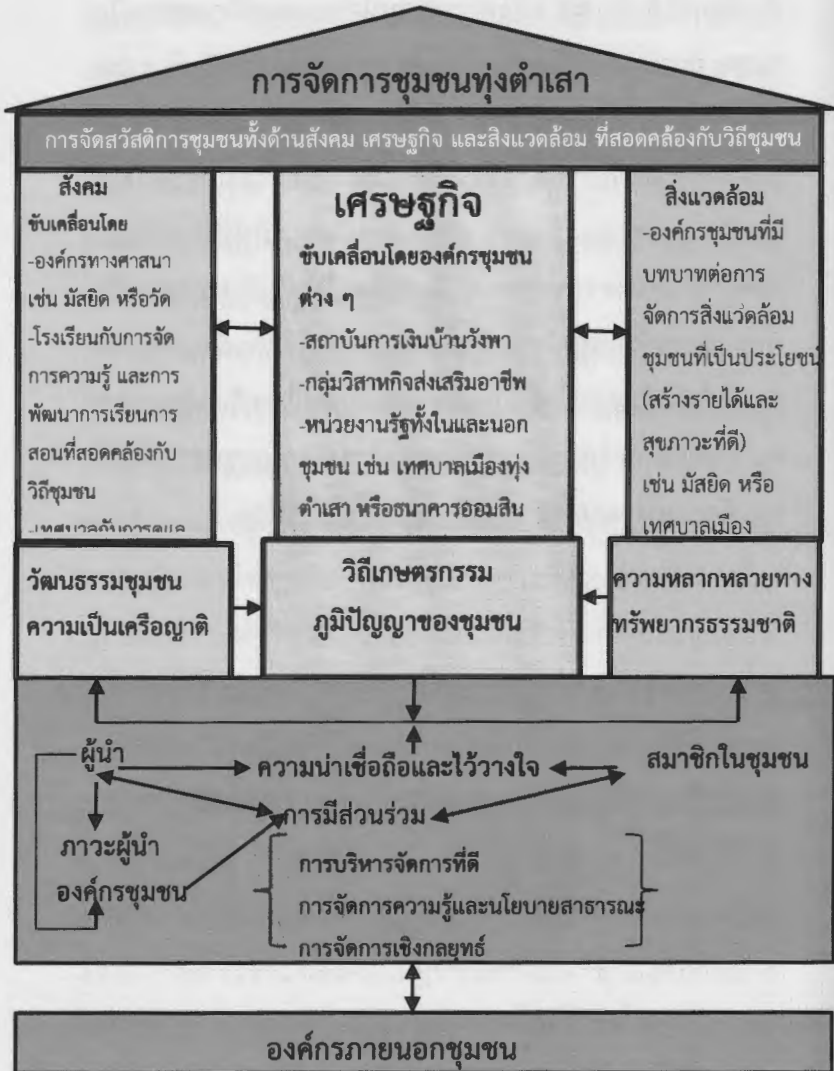 การจัดการชุมชนทุ่งตำเสา
การจัดสวัสดิการชุมชนทั้งด้านสังคม เศรษฐกิจ และสิ่งแวดล้อม ที่สอดคล้องกับวิถีชุมชน
สังคม
ขับเคลื่อนโดย
-องค์กรทางศาสนา
เช่น มัสยิด หรือวัด
-โรงเรียนกับการจัด
การความรู้ และการ
พัฒนาการเรียนการ
สอนที่สอดคล้องกับ
วิถีชุมชน
-เทศบาลกับการดูแล
เศรษฐกิจ
ขับเคลื่อนโดยองค์กรชุมชน
ต่าง ๆ
-สถาบันการเงินบ้านวังพา
-กลุ่มวิสาหกิจส่งเสริมอาชีพ
-หน่วยงานรัฐทั้งในและนอก
ชุมชน เช่น เทศบาลเมืองทุ่ง
ตำเสา หรือธนาคารออมสิน
สิ่งแวดล้อม
-องค์กรชุมชนที่มี
บทบาทต่อการ
จัดการสิ่งแวดล้อม
ชุมชนที่เป็นประโยชน์
(สร้างรายได้และ
สุขภาวะที่ดี)
เช่น มัสยิด หรือ
เทศบาลเมือง
วัฒนธรรมชุมชน
ความเป็นเครือญาติ
วิถีเกษตรกรรม
ภูมิปัญญาของชุมชน
ความหลากหลายทาง
ทรัพยากรธรรมชาติ
ผู้นำ
ความน่าเชื่อถือและไว้วางใจ
สมาชิกในชุมชน
การมีส่วนร่วม
ภาวะผู้นำ
องค์กรชุมชน
การบริหารจัดการที่ดี
การจัดการความรู้และนโยบายสาธารณะ
การจัดการเชิงกลยุทธ์
องค์กรภายนอกชุมชน